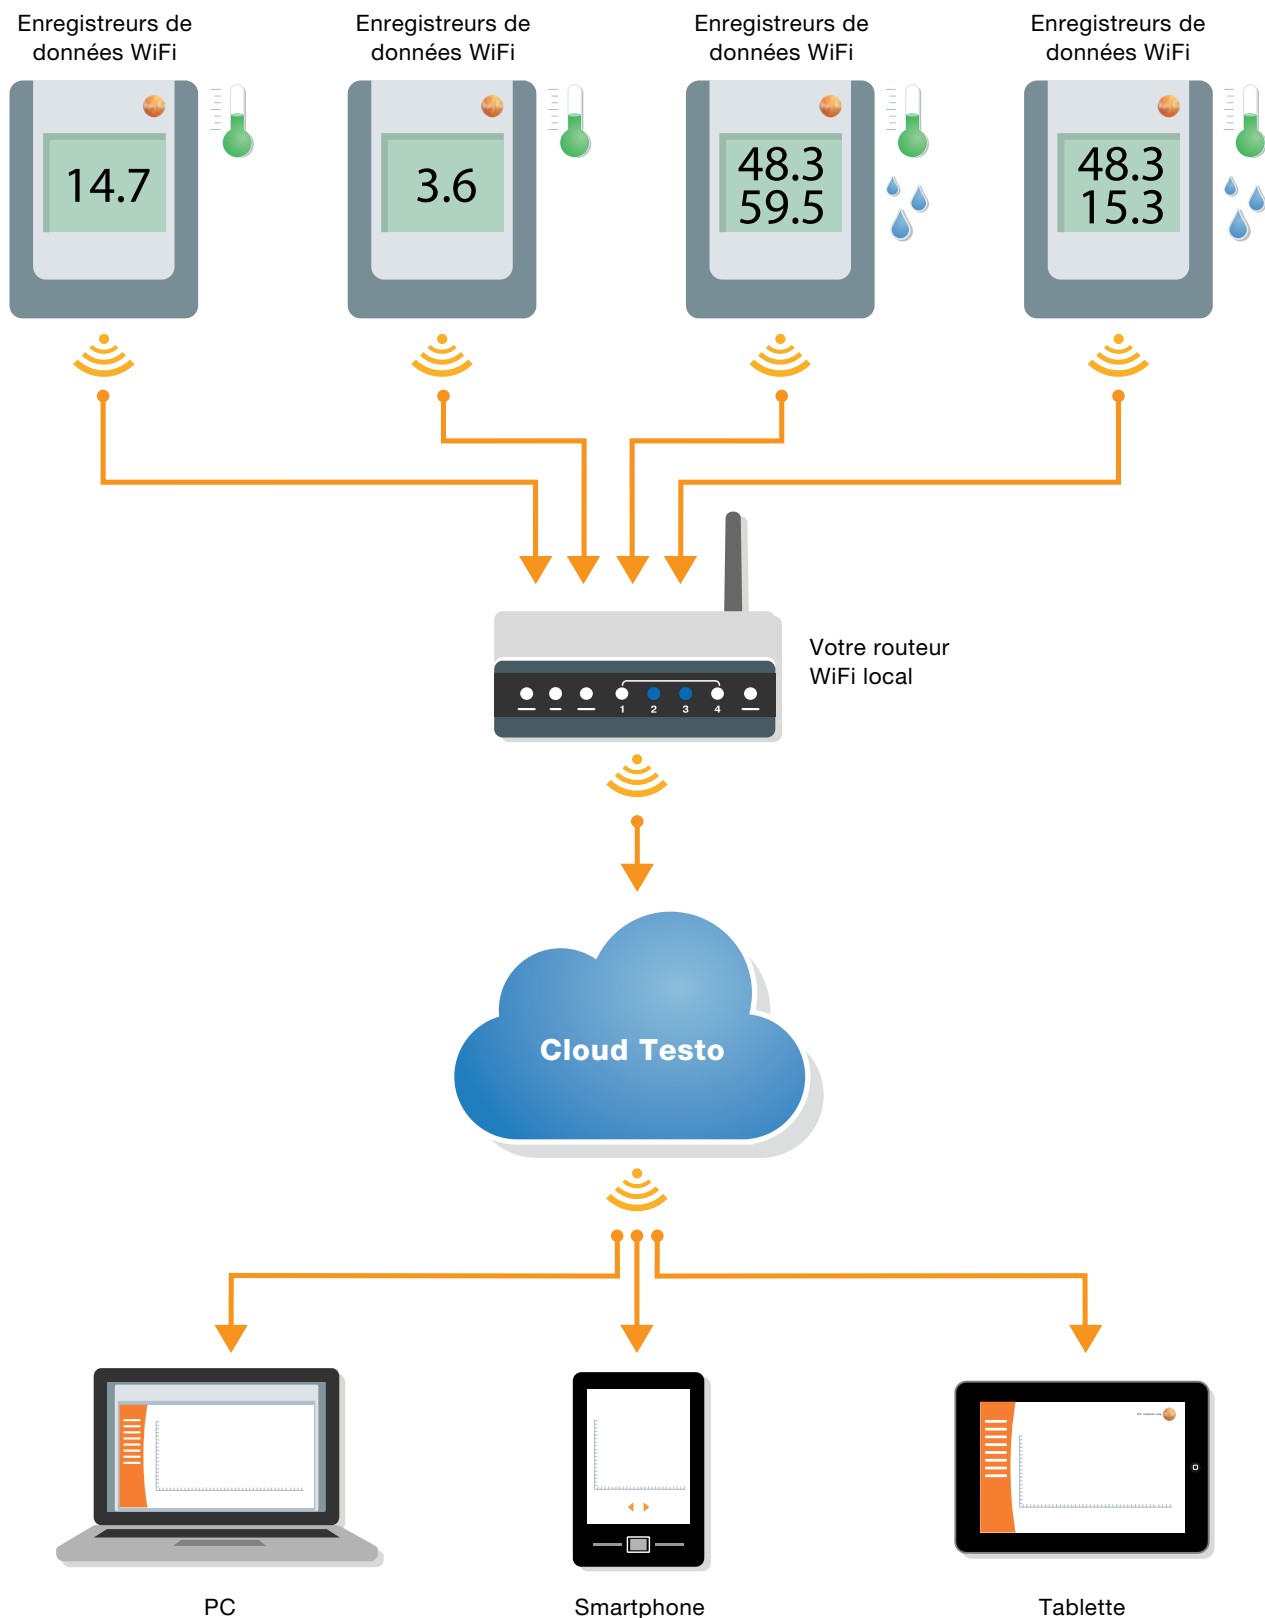 Enregistreurs de
données WiFi
Enregistreurs de
données WiFi
Enregistreurs de
données WiFi
Enregistreurs de
données WiFi
14.7
3.6
48.3
59.5
48.3
15.3
Votre routeur
WiFi local
1 2 3 4
Cloud Testo
PC
Smartphone
Tablette